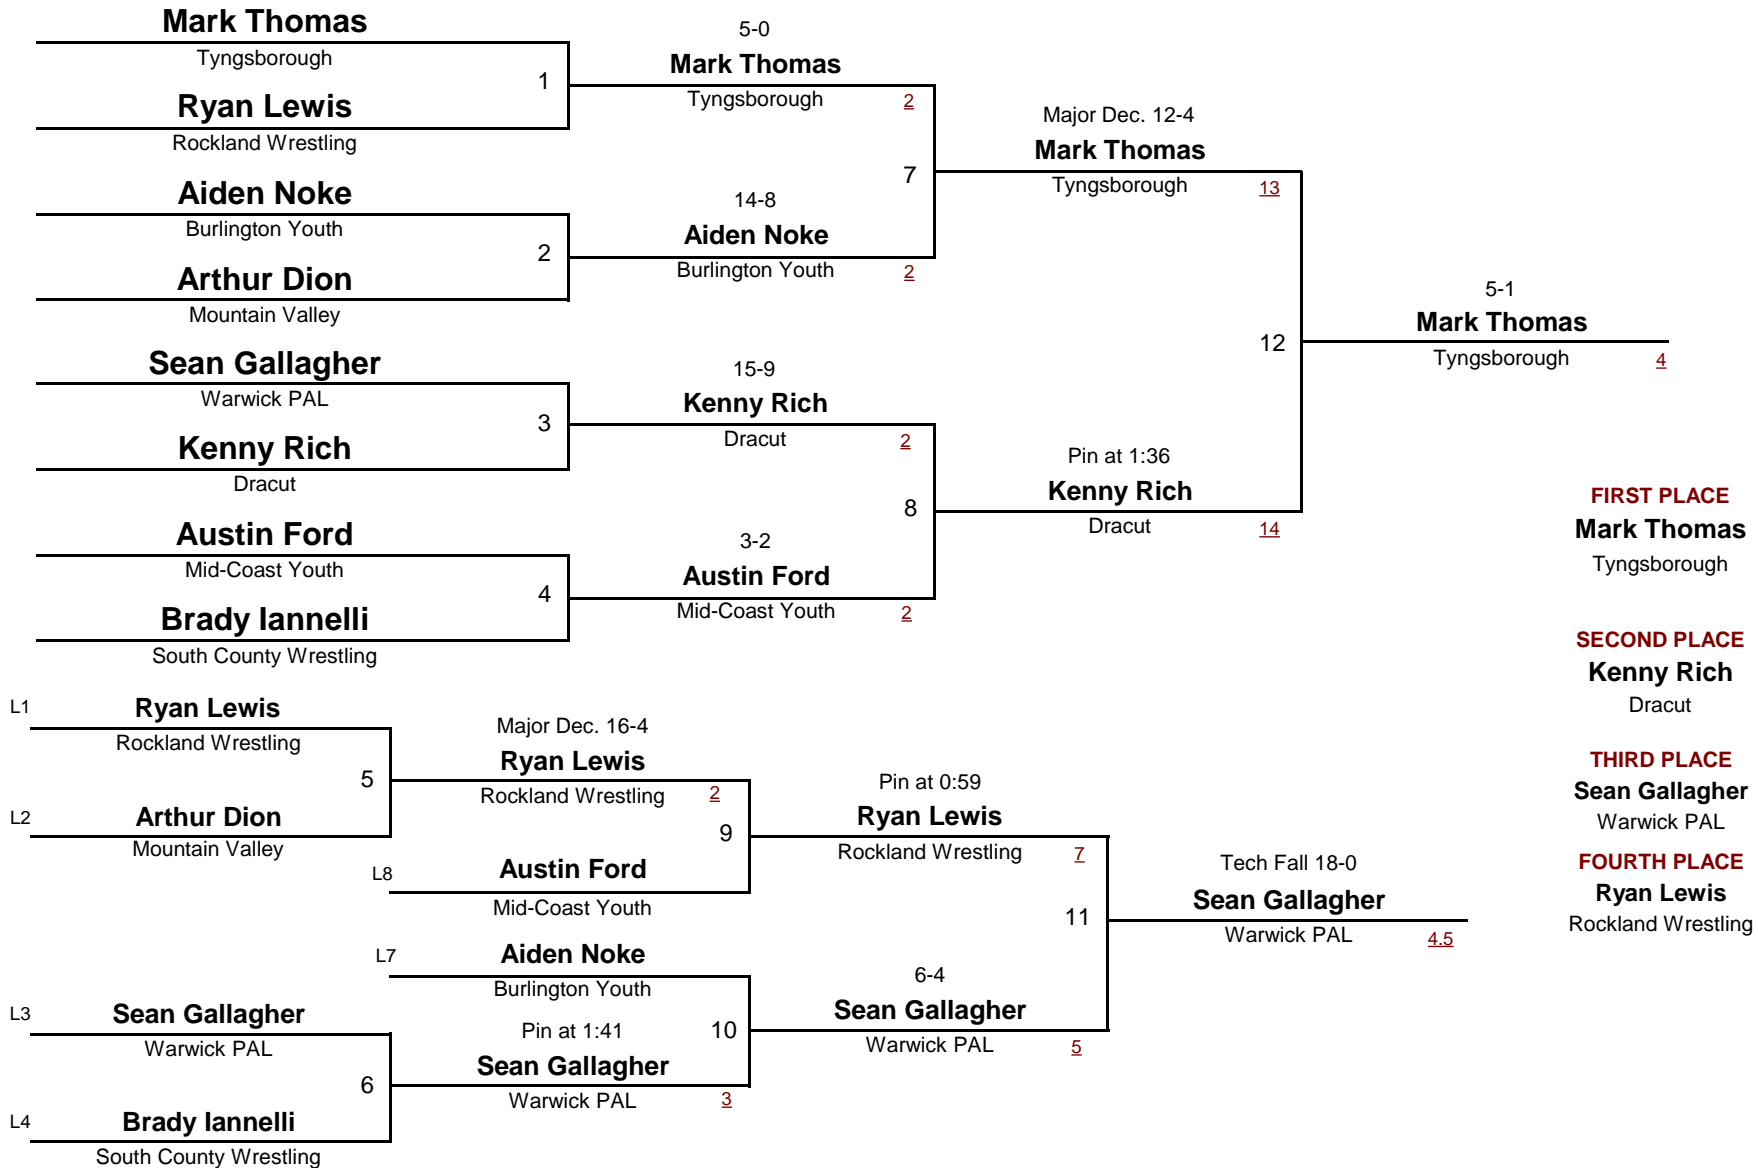 Mark Thomas
Tyngsborough
1
Ryan Lewis
Rockland Wrestling
5-0
Mark Thomas
Tyngsborough
2
Aiden Noke
Burlington Youth
2
Arthur Dion
Mountain Valley
14-8
Aiden Noke
Burlington Youth
2
7
Major Dec. 12-4
Mark Thomas
Tyngsborough
13
Sean Gallagher
Warwick PAL
3
Kenny Rich
Dracut
15-9
Kenny Rich
Dracut
2
Austin Ford
Mid-Coast Youth
4
Brady Iannelli
South County Wrestling
3-2
Austin Ford
Mid-Coast Youth
2
8
Pin at 1:36
Kenny Rich
Dracut
14
12
5-1
Mark Thomas
Tyngsborough
4
FIRST PLACE
Mark Thomas
Tyngsborough
SECOND PLACE
Kenny Rich
Dracut
THIRD PLACE
Sean Gallagher
Warwick PAL
FOURTH PLACE
Ryan Lewis
Rockland Wrestling
L1
Ryan Lewis
Rockland Wrestling
5
L2
Arthur Dion
Mountain Valley
Major Dec. 16-4
Ryan Lewis
Rockland Wrestling
2
9
L8
Austin Ford
Mid-Coast Youth
Pin at 0:59
Ryan Lewis
Rockland Wrestling
7
L7
Aiden Noke
Burlington Youth
10
L3
Sean Gallagher
Warwick PAL
6
L4
Brady Iannelli
South County Wrestling
Pin at 1:41
Sean Gallagher
Warwick PAL
3
6-4
Sean Gallagher
Warwick PAL
5
11
Tech Fall 18-0
Sean Gallagher
Warwick PAL
4.5